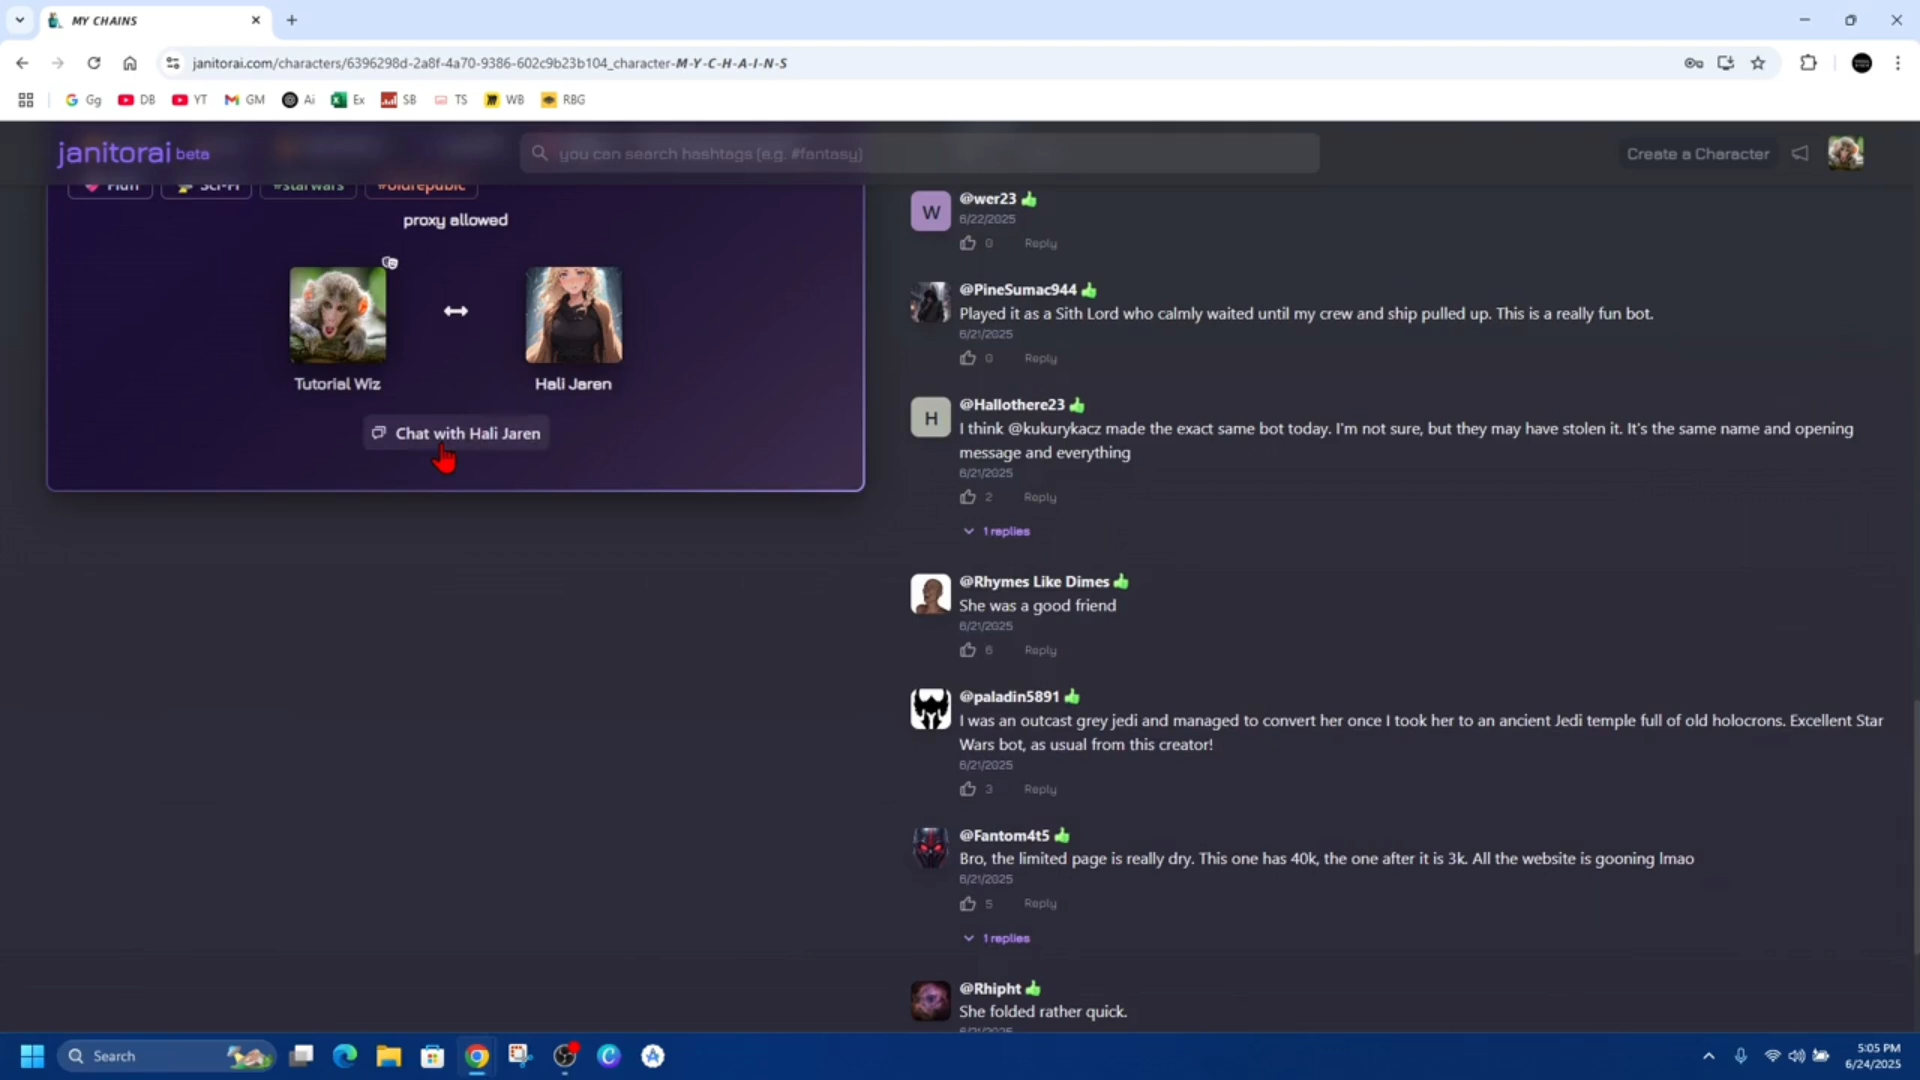 MY CHAINS
janitorai.com/characters/6396298d-2a8f-4a70-9386-602c9b23b104_character-M-Y-C-H-A-I-N-S
Gg DB YT GM Ai Ex SB TS WB RBG
janitorai beta
you can search hashtags (e.g. #fantasy)
Create a Character
Fluff Sci-Fi #starwars #oldrepublic
proxy allowed
Tutorial Wiz
Hali Jaren
Chat with Hali Jaren
W
@wer23
6/22/2025
0 Reply
@PineSumac944
Played it as a Sith Lord who calmly waited until my crew and ship pulled up. This is a really fun bot.
6/21/2025
0 Reply
H
@Hallothere23
I think @kukurykacz made the exact same bot today. I'm not sure, but they may have stolen it. It's the same name and opening
message and everything
6/21/2025
2 Reply
1 replies
@Rhymes Like Dimes
She was a good friend
6/21/2025
6 Reply
@paladin5891
I was an outcast grey jedi and managed to convert her once I took her to an ancient Jedi temple full of old holocrons. Excellent Star
Wars bot, as usual from this creator!
6/21/2025
3 Reply
@Fantom4t5
Bro, the limited page is really dry. This one has 40k, the one after it is 3k. All the website is gooning lmao
6/21/2025
5 Reply
1 replies
@Rhipht
She folded rather quick.
6/21/2025
Search
5:05 PM
6/24/2025